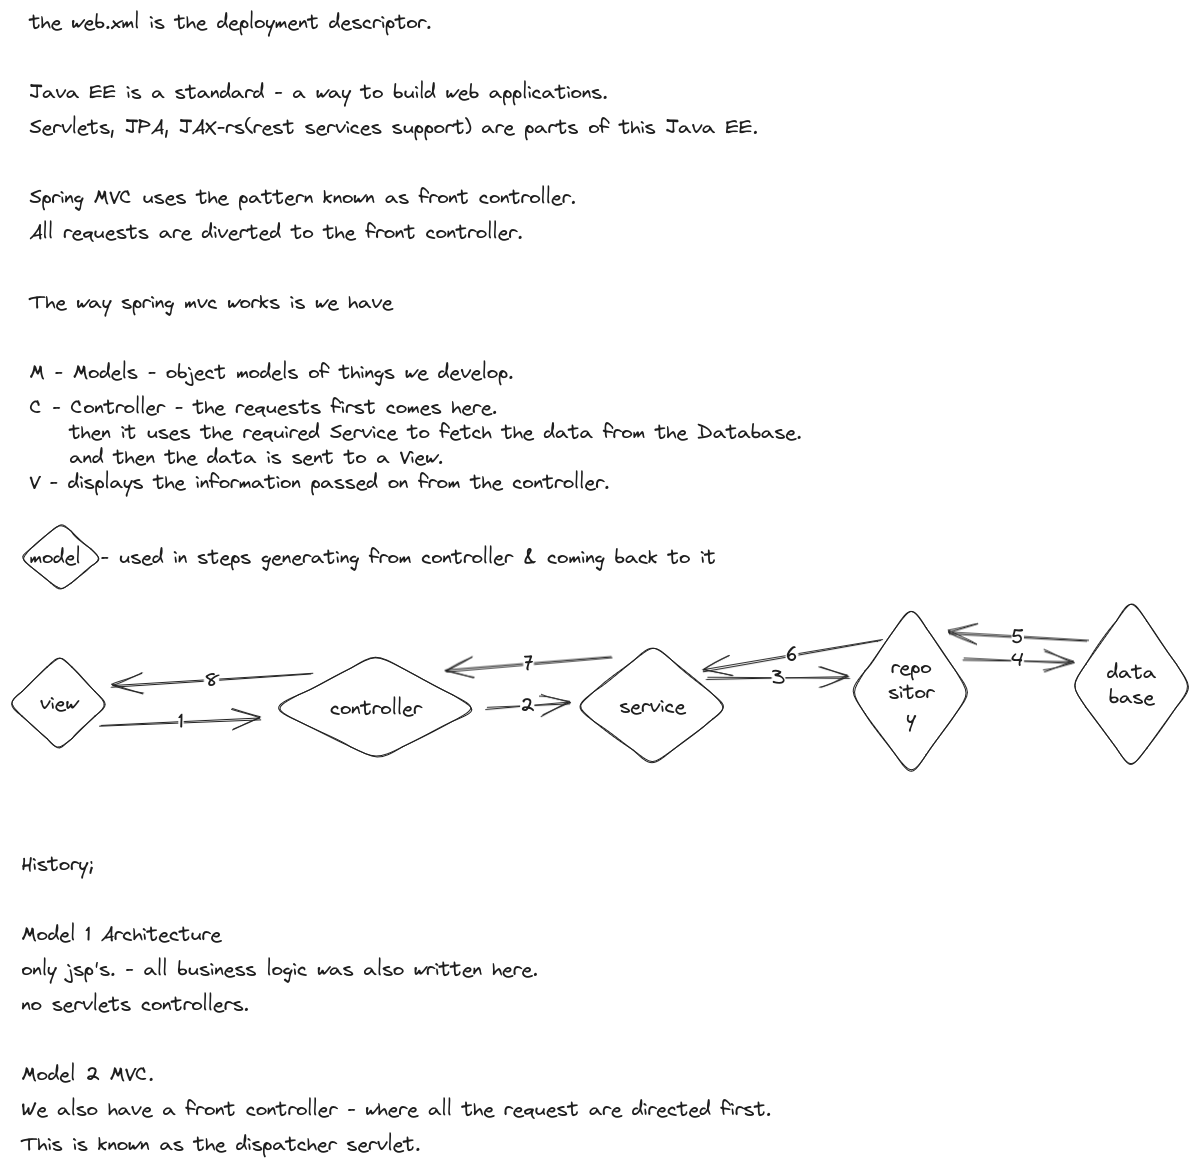 the web.xml is the deployment descriptor.
Java EE is a standard - a way to build web applications.
Servlets, JPA, JAX-rs(rest services support) are parts of this Java EE.
Spring MVC uses the pattern known as front controller.
All requests are diverted to the front controller.
The way spring mvc works is we have
M - Models - object models of things we develop.
C - Controller - the requests first comes here.
then it uses the required Service to fetch the data from the Database.
and then the data is sent to a View.
V - displays the information passed on from the controller.
model - used in steps generating from controller & coming back to it
view
8
1
controller
7
2
service
6
3
repo
sitor
y
5
4
data
base
History;
Model 1 Architecture
only jsp's. - all business logic was also written here.
no servlets controllers.
Model 2 MVC.
We also have a front controller - where all the request are directed first.
This is known as the dispatcher servlet.